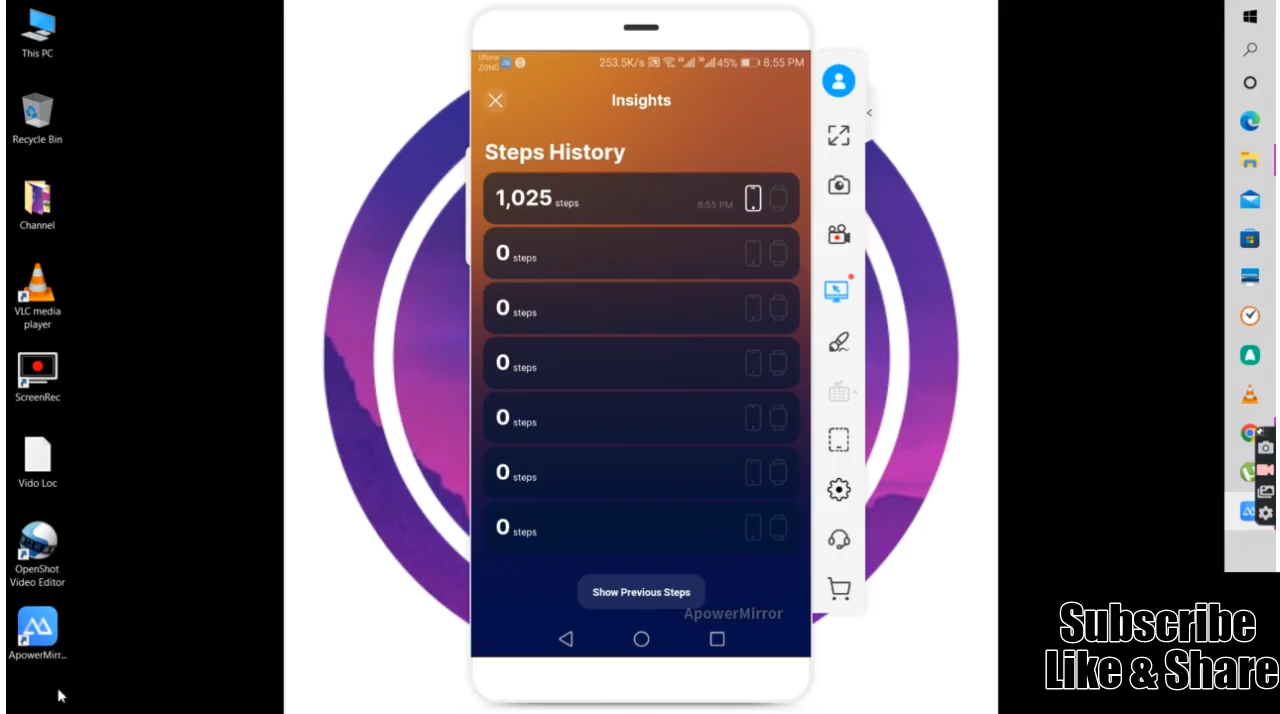 This PC
Recycle Bin
Channel
VLC media
player
ScreenRec
Vido Loc
OpenShot
Video Editor
ApowerMirr...
Ufone
ZONG
253.5K/s
45%
8:55 PM
Insights
Steps History
1,025 steps
8:55 PM
0 steps
0 steps
0 steps
0 steps
0 steps
0 steps
Show Previous Steps
ApowerMirror
Subscribe
Like & Share